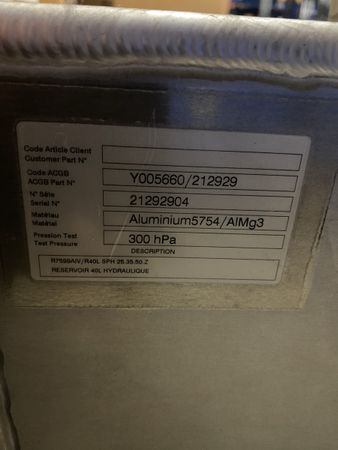 Code Article Client
Customer Part N°
Code ACGB
ACGB Part N°
Y005660/212929
N° Série
Serial N°
21292904
Matériau
Matérial
Aluminium5754/AlMg3
Pression Test
Test Pressure
300 hPa
DESCRIPTION
R7599AIV/R40L SPH 25.35.50.Z
RESERVOIR 40L HYDRAULIQUE